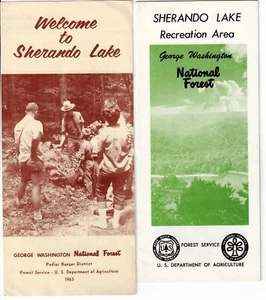 Welcome
to
Sherando Lake
GEORGE WASHINGTON National Forest
Pedlar Ranger District
Forest Service - U. S. Department of Agriculture
1965
SHERANDO LAKE
Recreation Area
George Washington
National
Forest
FOREST SERVICE
U. S. DEPARTMENT OF AGRICULTURE